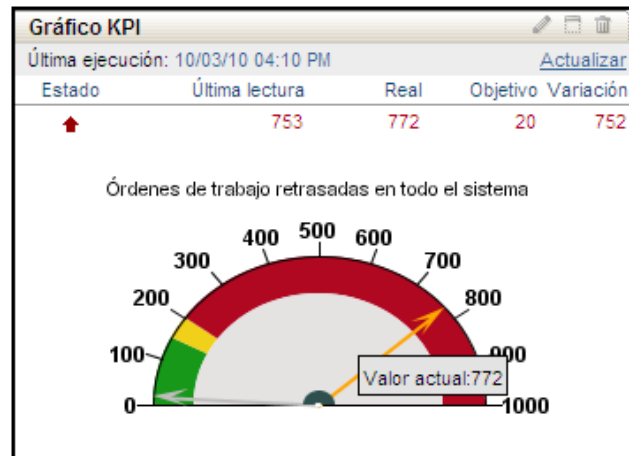 Gráfico KPI
Última ejecución: 10/03/10 04:10 PM Actualizar
Estado Última lectura Real Objetivo Variación
753 772 20 752
Órdenes de trabajo retrasadas en todo el sistema
0
100
200
300
400
500
600
700
800
900
1000
Valor actual:772